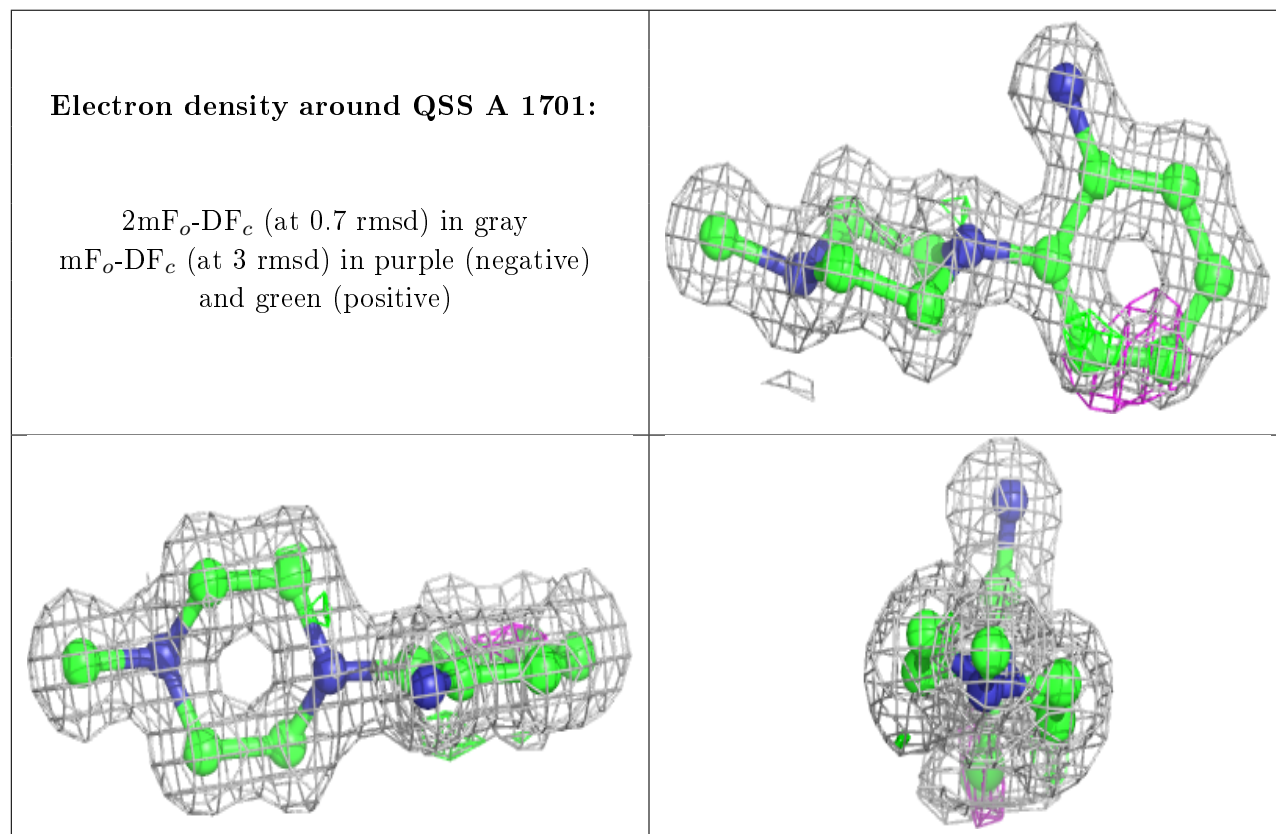 Electron density around QSS A 1701:
2mFo-DFc (at 0.7 rmsd) in gray
mFo-DFc (at 3 rmsd) in purple (negative)
and green (positive)